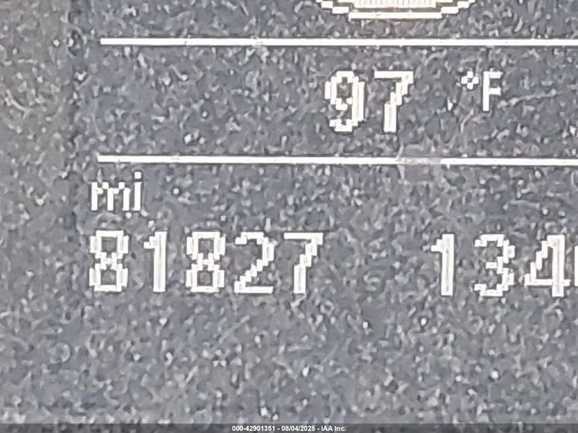 97 °F
mi
81827 134
000-42901351 - 08/04/2025 - IAA Inc.